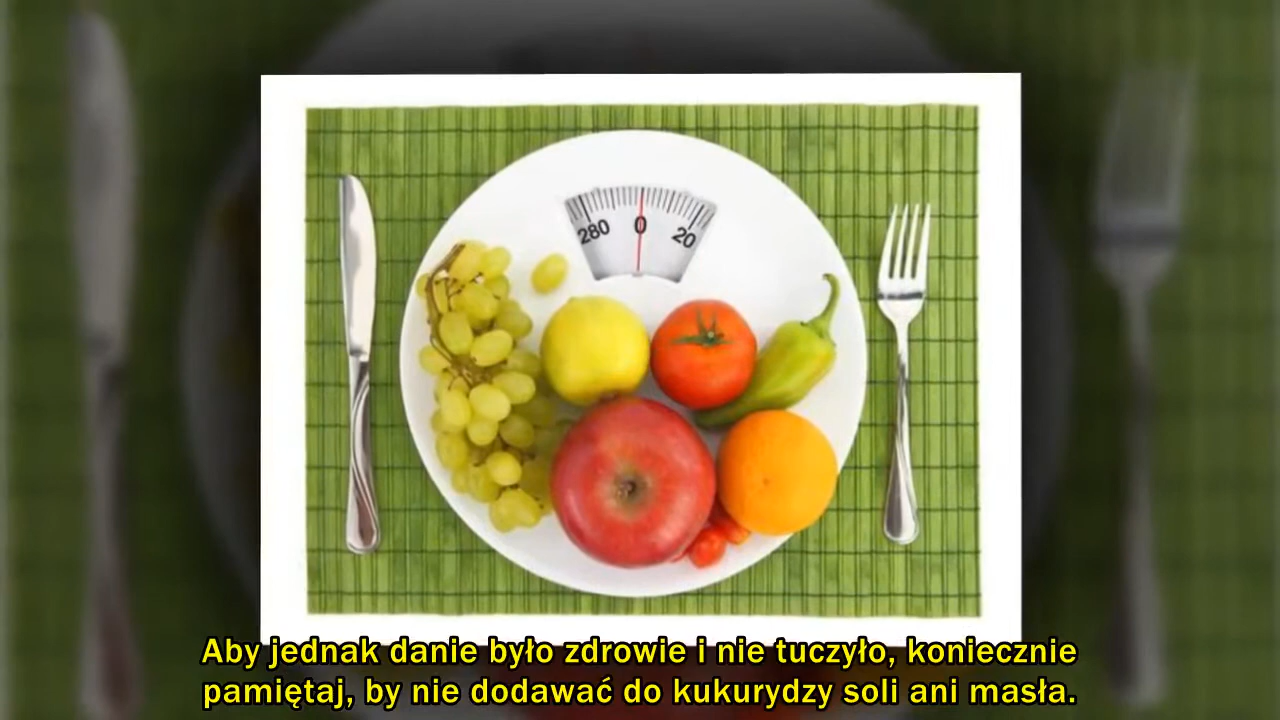 280 0 20
Aby jednak danie było zdrowie i nie tuczyło, koniecznie
pamiętaj, by nie dodawać do kukurydzy soli ani masła.